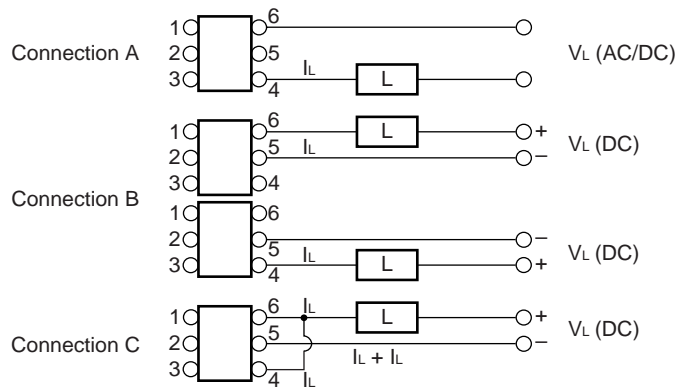 Connection A
1 6
2 5
3 4
IL L
VL (AC/DC)
Connection B
1 6
2 5
3 4
L +
IL –
VL (DC)
1 6
2 5
3 4
–
IL L +
VL (DC)
Connection C
1 6
2 5
3 4
IL L +
–
IL + IL
IL
VL (DC)